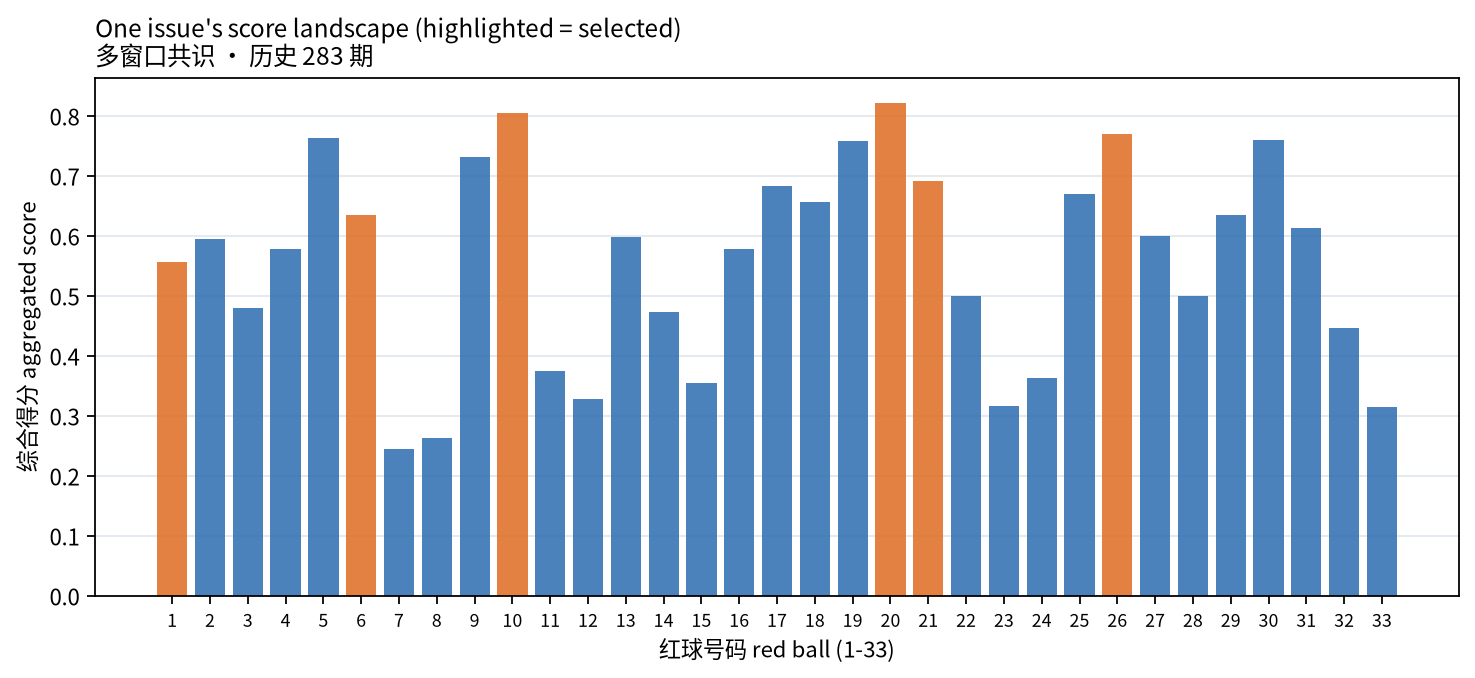 One issue's score landscape (highlighted = selected)
多窗口共识 · 历史 283 期
综合得分 aggregated score
0.8
0.7
0.6
0.5
0.4
0.3
0.2
0.1
0.0
1 2 3 4 5 6 7 8 9 10 11 12 13 14 15 16 17 18 19 20 21 22 23 24 25 26 27 28 29 30 31 32 33
红球号码 red ball (1-33)